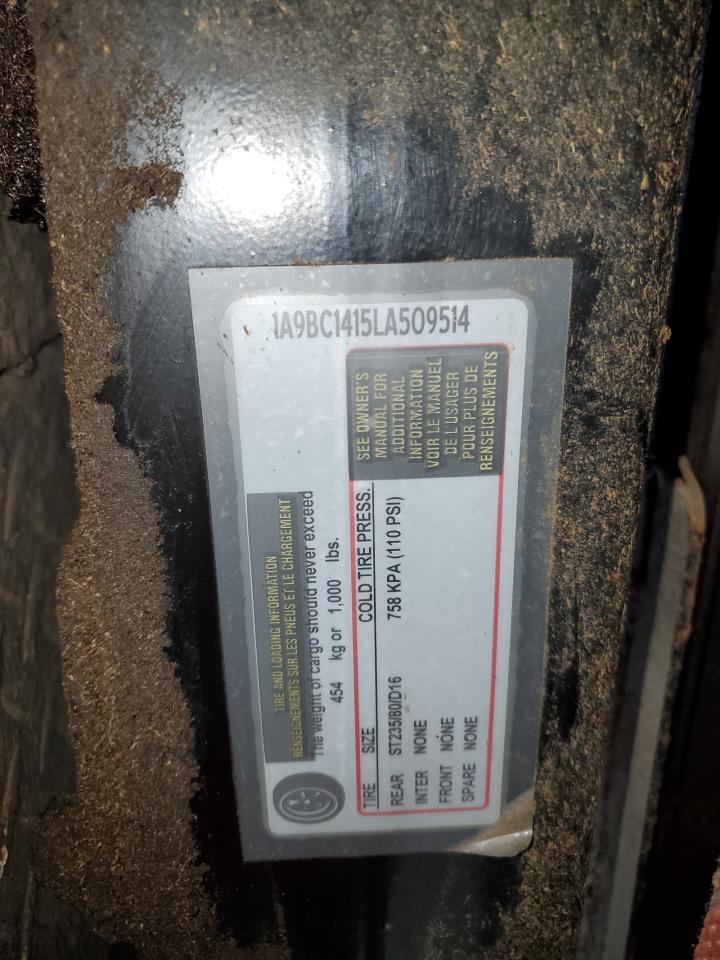 TIRE AND LOADING INFORMATION
RENSEIGNEMENTS SUR LES PNEUS ET LE CHARGEMENT
The weight of cargo should never exceed
454 kg or 1,000 lbs.
TIRE SIZE COLD TIRE PRESS.
REAR ST235/80/D16 758 KPA (110 PSI)
INTER NONE
FRONT NONE
SPARE NONE
SEE OWNER'S
MANUAL FOR
ADDITIONAL
INFORMATION
VOIR LE MANUEL
DE L'USAGER
POUR PLUS DE
RENSEIGNEMENTS
1A9BC1415LA509514